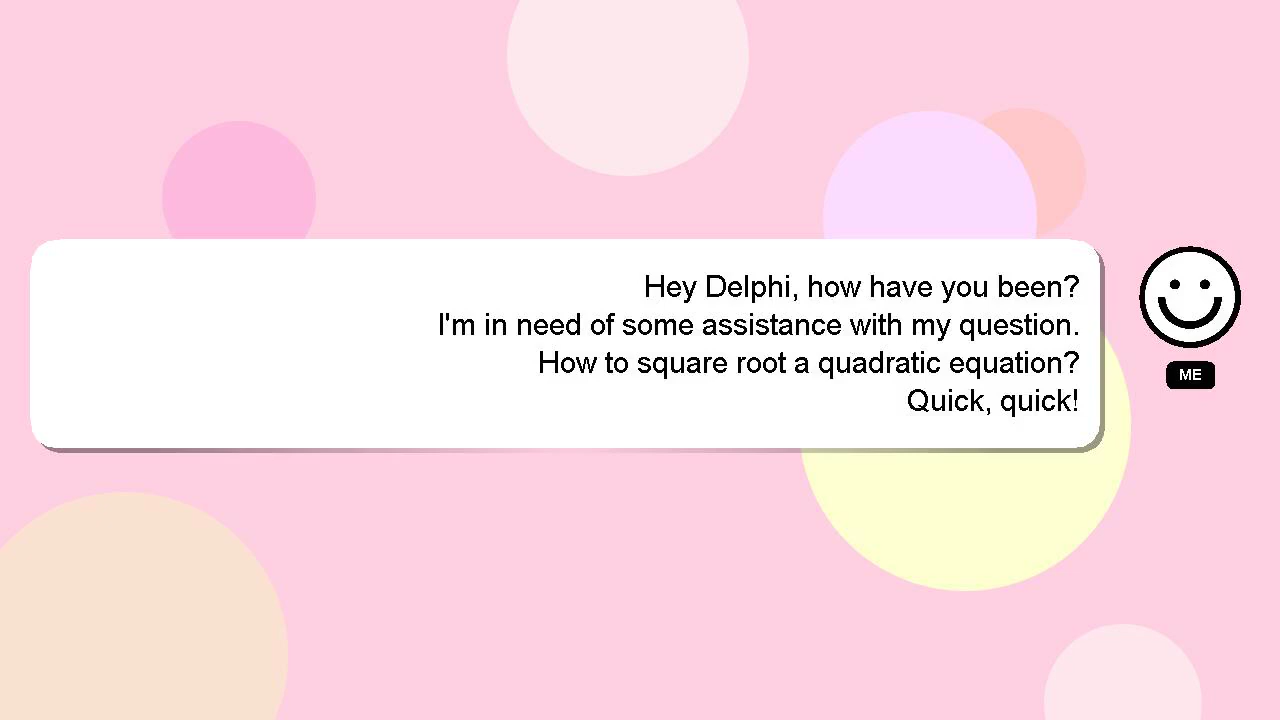 Hey Delphi, how have you been?
I'm in need of some assistance with my question.
How to square root a quadratic equation?
Quick, quick!
ME